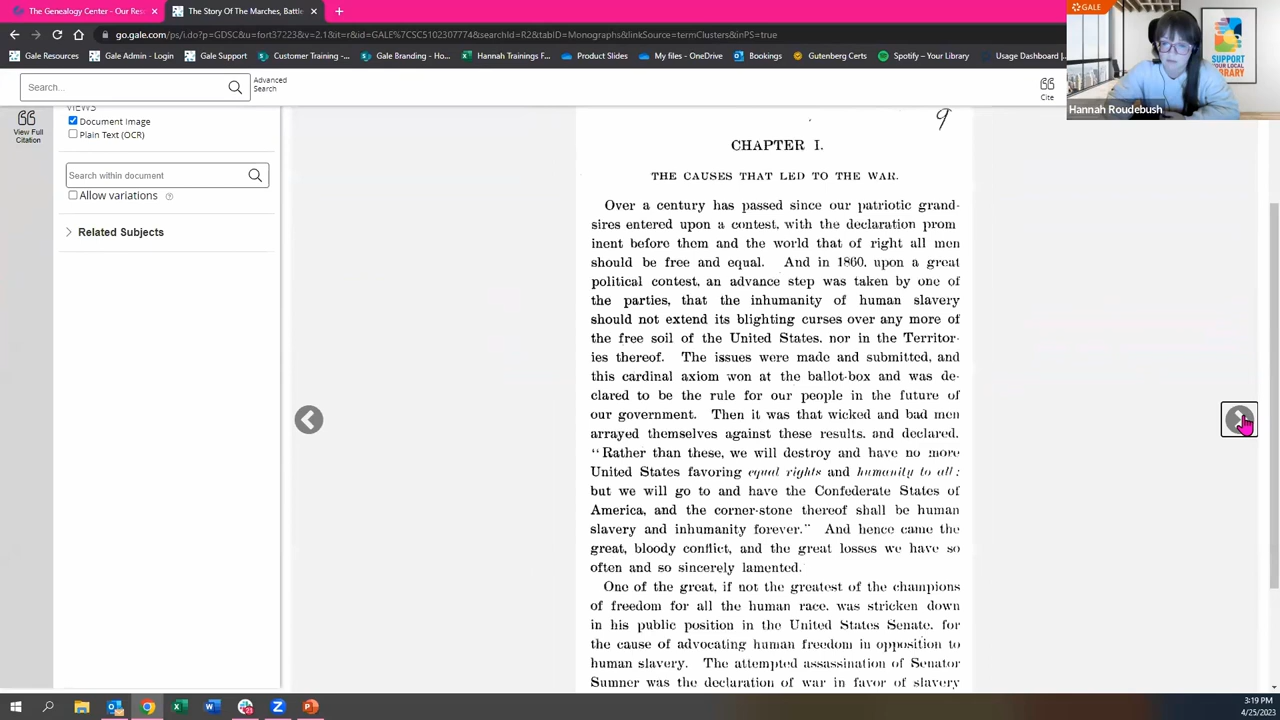 The Genealogy Center - Our Res
The Story Of The Marches, Battle
go.gale.com/ps/i.do?p=GDSC&u=fort37223&v=2.1&it=r&id=GALE%7CSC5102307774&searchId=R2&tabID=Monographs&linkSource=termClusters&inPS=true
Gale Resources
Gale Admin - Login
Gale Support
Customer Training -...
Gale Branding - Ho...
Hannah Trainings F...
Product Slides
My files - OneDrive
Bookings
Gutenberg Certs
Spotify – Your Library
Usage Dashboard |
GALE
SUPPORT
YOUR LOCAL
LIBRARY
Hannah Roudebush
Search...
Advanced
Search
Cite
View Full
Citation
VIEWS
Document Image
Plain Text (OCR)
Search within document
Allow variations
Related Subjects
9
CHAPTER I.
THE CAUSES THAT LED TO THE WAR.
Over a century has passed since our patriotic grand-
sires entered upon a contest, with the declaration prom
inent before them and the world that of right all men
should be free and equal. And in 1860, upon a great
political contest, an advance step was taken by one of
the parties, that the inhumanity of human slavery
should not extend its blighting curses over any more of
the free soil of the United States, nor in the Territor-
ies thereof. The issues were made and submitted, and
this cardinal axiom won at the ballot-box and was de-
clared to be the rule for our people in the future of
our government. Then it was that wicked and bad men
arrayed themselves against these results, and declared,
"Rather than these, we will destroy and have no more
United States favoring equal rights and humanity to all;
but we will go to and have the Confederate States of
America, and the corner-stone thereof shall be human
slavery and inhumanity forever." And hence came the
great, bloody conflict, and the great losses we have so
often and so sincerely lamented.
One of the great, if not the greatest of the champions
of freedom for all the human race, was stricken down
in his public position in the United States Senate, for
the cause of advocating human freedom in opposition to
human slavery. The attempted assassination of Senator
Sumner was the declaration of war in favor of slavery
3:19 PM
4/25/2023